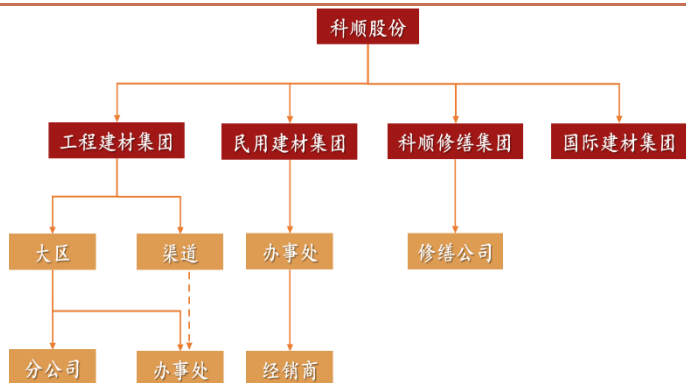 科顺股份
工程建材集团
民用建材集团
科顺修缮集团
国际建材集团
大区
渠道
办事处
修缮公司
分公司
办事处
经销商